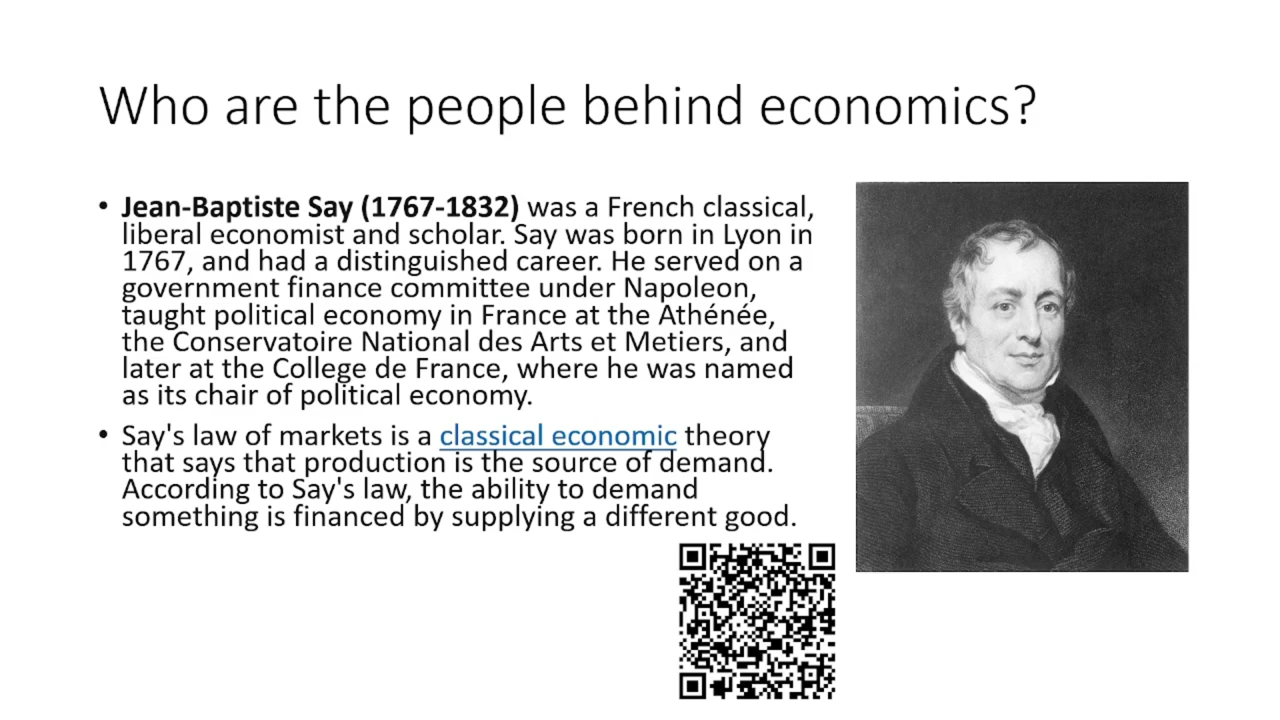 Who are the people behind economics?
• Jean-Baptiste Say (1767-1832) was a French classical,
liberal economist and scholar. Say was born in Lyon in
1767, and had a distinguished career. He served on a
government finance committee under Napoleon,
taught political economy in France at the Athénée,
the Conservatoire National des Arts et Metiers, and
later at the College de France, where he was named
as its chair of political economy.
• Say's law of markets is a classical economic theory
that says that production is the source of demand.
According to Say's law, the ability to demand
something is financed by supplying a different good.